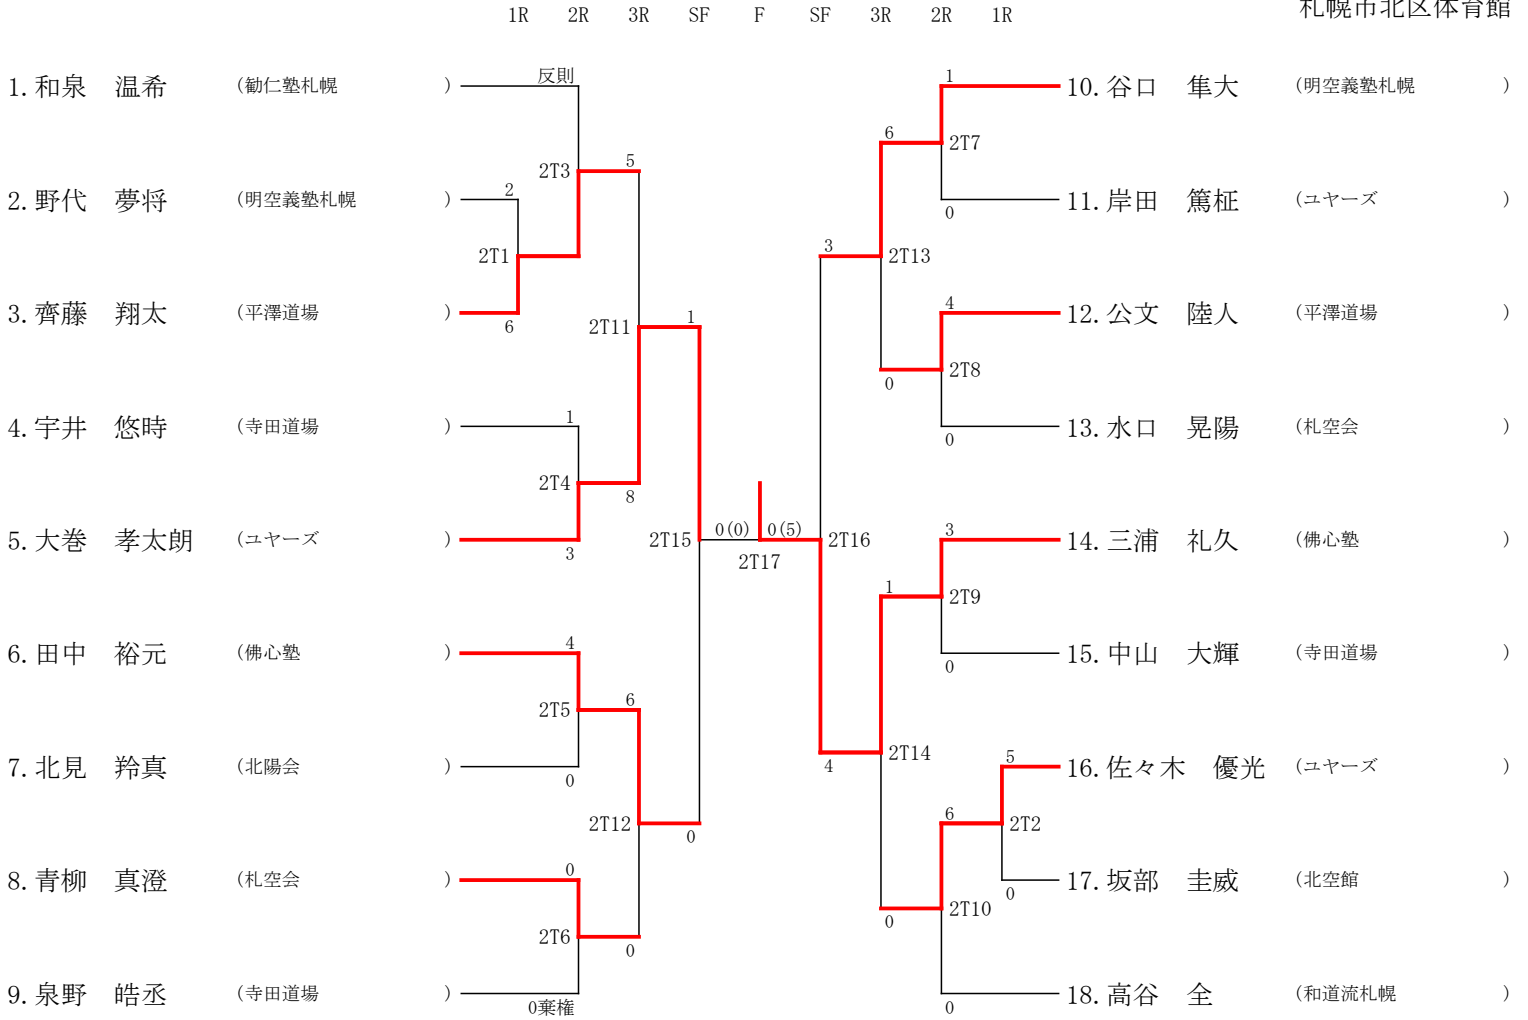 札幌市北区体育館
1R 2R 3R SF F SF 3R 2R 1R
1. 和泉 温希 (勧仁塾札幌 ) 反則 1 10. 谷口 隼大 (明空義塾札幌 )
6
2T3 5 2T7
2. 野代 夢将 (明空義塾札幌 ) 2 0 11. 岸田 篤柾 (ユヤーズ )
2T1 3 2T13
3. 齊藤 翔太 (平澤道場 ) 6 2T11 1 4 12. 公文 陸人 (平澤道場 )
0 2T8
4. 宇井 悠時 (寺田道場 ) 1 0 13. 水口 晃陽 (札空会 )
2T4 8
5. 大巻 孝太朗 (ユヤーズ ) 3 2T15 0(0) 0(5) 2T16 3 14. 三浦 礼久 (佛心塾 )
2T17
1 2T9
6. 田中 裕元 (佛心塾 ) 4 0 15. 中山 大輝 (寺田道場 )
2T5 6
7. 北見 羚真 (北陽会 ) 0 4 2T14 5 16. 佐々木 優光 (ユヤーズ )
2T12 0 6 2T2
8. 青柳 真澄 (札空会 ) 0 0 17. 坂部 圭威 (北空館 )
2T6 0 0 2T10
9. 泉野 皓丞 (寺田道場 ) 0棄権 0 18. 高谷 全 (和道流札幌 )